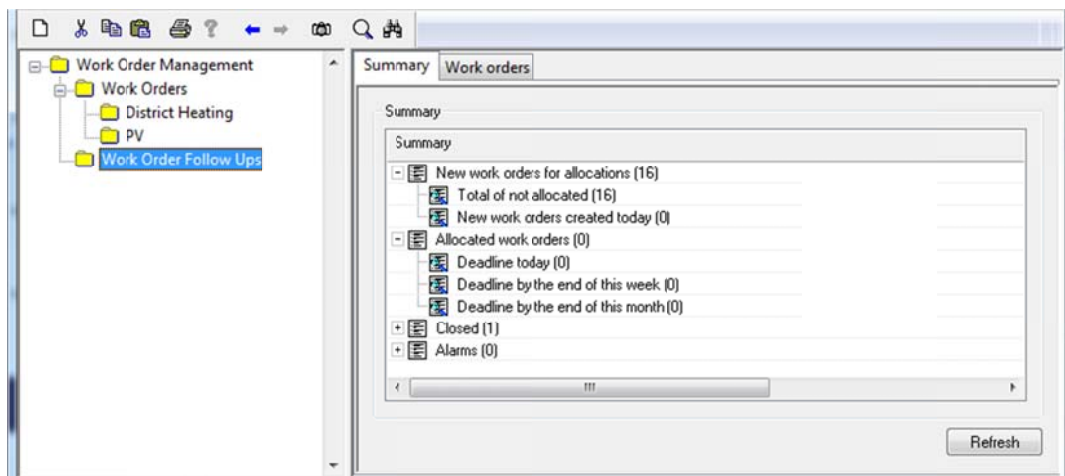 Work Order Management
Work Orders
District Heating
PV
Work Order Follow Ups
Summary
Work orders
Summary
Summary
New work orders for allocations (16)
Total of not allocated (16)
New work orders created today (0)
Allocated work orders (0)
Deadline today (0)
Deadline by the end of this week (0)
Deadline by the end of this month (0)
Closed (1)
Alarms (0)
Refresh